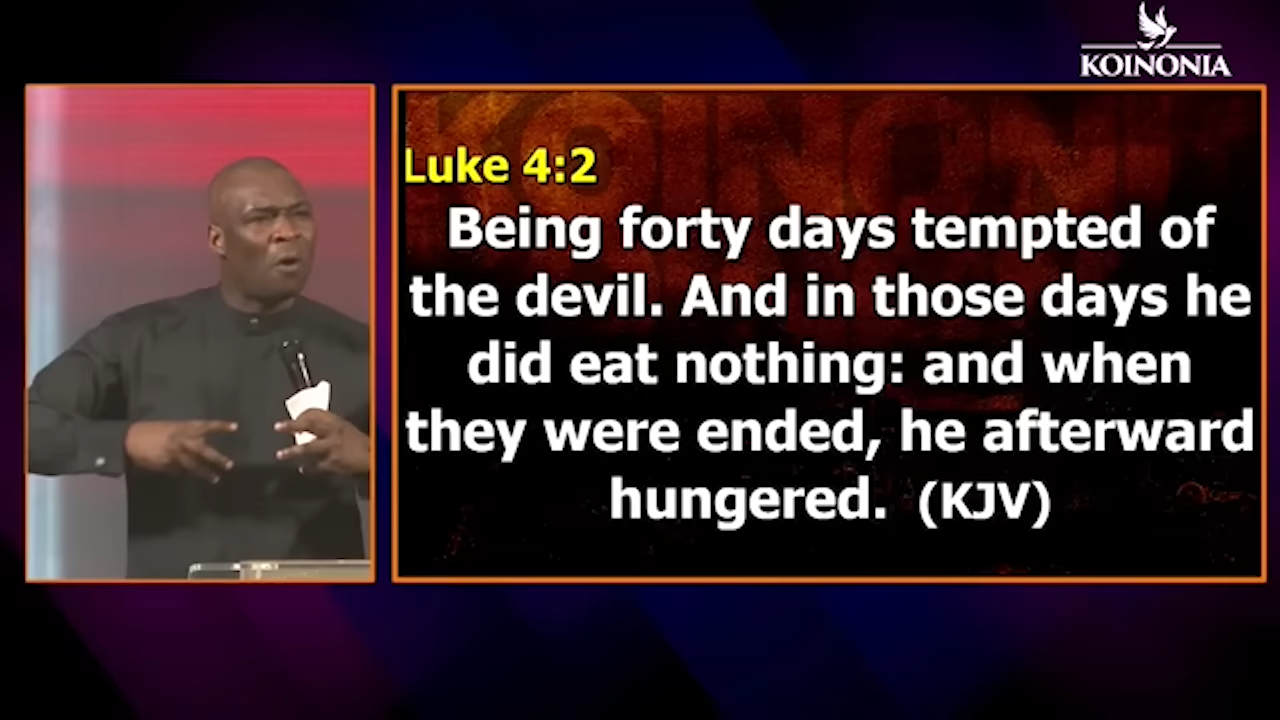 KOINONIA
Luke 4:2
Being forty days tempted of
the devil. And in those days he
did eat nothing: and when
they were ended, he afterward
hungered. (KJV)